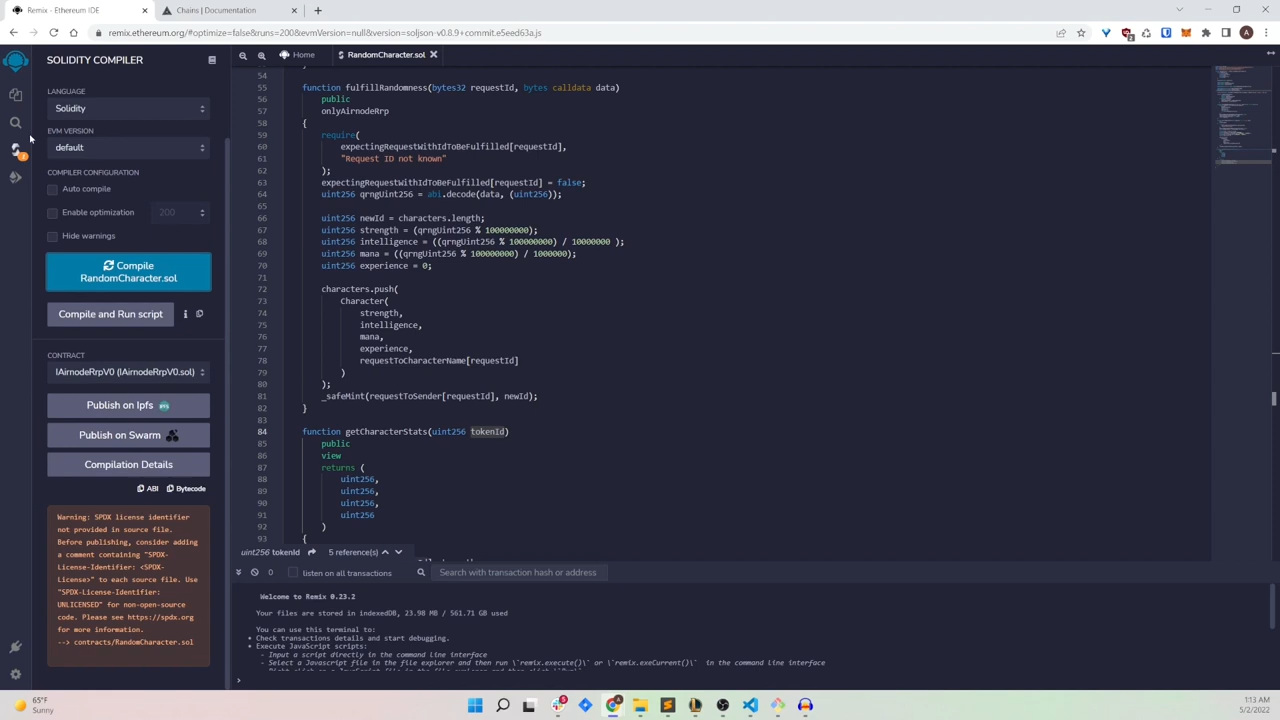 Remix - Ethereum IDE
Chains | Documentation
remix.ethereum.org/#optimize=false&runs=200&evmVersion=null&version=soljson-v0.8.9+commit.e5eed63a.js
SOLIDITY COMPILER
LANGUAGE
Solidity
EVM VERSION
default
COMPILER CONFIGURATION
Auto compile
Enable optimization 200
Hide warnings
Compile
RandomCharacter.sol
Compile and Run script
CONTRACT
IAirnodeRrpV0 (IAirnodeRrpV0.sol)
Publish on Ipfs
Publish on Swarm
Compilation Details
ABI Bytecode
Warning: SPDX license identifier
not provided in source file.
Before publishing, consider adding
a comment containing "SPDX-
License-Identifier: <SPDX-
License>" to each source file. Use
"SPDX-License-Identifier:
UNLICENSED" for non-open-source
code. Please see https://spdx.org
for more information.
--> contracts/RandomCharacter.sol
Home
RandomCharacter.sol
54
55 function fulfillRandomness(bytes32 requestId, bytes calldata data)
56 public
57 onlyAirnodeRrp
58 {
59 require(
60 expectingRequestWithIdToBeFulfilled[requestId],
61 "Request ID not known"
62 );
63 expectingRequestWithIdToBeFulfilled[requestId] = false;
64 uint256 qrngUint256 = abi.decode(data, (uint256));
65
66 uint256 newId = characters.length;
67 uint256 strength = (qrngUint256 % 100000000);
68 uint256 intelligence = ((qrngUint256 % 100000000) / 10000000 );
69 uint256 mana = ((qrngUint256 % 100000000) / 1000000);
70 uint256 experience = 0;
71
72 characters.push(
73 Character(
74 strength,
75 intelligence,
76 mana,
77 experience,
78 requestToCharacterName[requestId]
79 )
80 );
81 _safeMint(requestToSender[requestId], newId);
82 }
83
84 function getCharacterStats(uint256 tokenId)
85 public
86 view
87 returns (
88 uint256,
89 uint256,
90 uint256,
91 uint256
92 )
93 {
uint256 tokenId 5 reference(s)
0 listen on all transactions Search with transaction hash or address
Welcome to Remix 0.23.2
Your files are stored in indexedDB, 23.98 MB / 561.71 GB used
You can use this terminal to:
• Check transactions details and start debugging.
• Execute JavaScript scripts:
- Input a script directly in the command line interface
- Select a Javascript file in the file explorer and then run \`remix.execute()\` or \`remix.exeCurrent()\` in the command line interface
>
65°F
Sunny
1:13 AM
5/2/2022